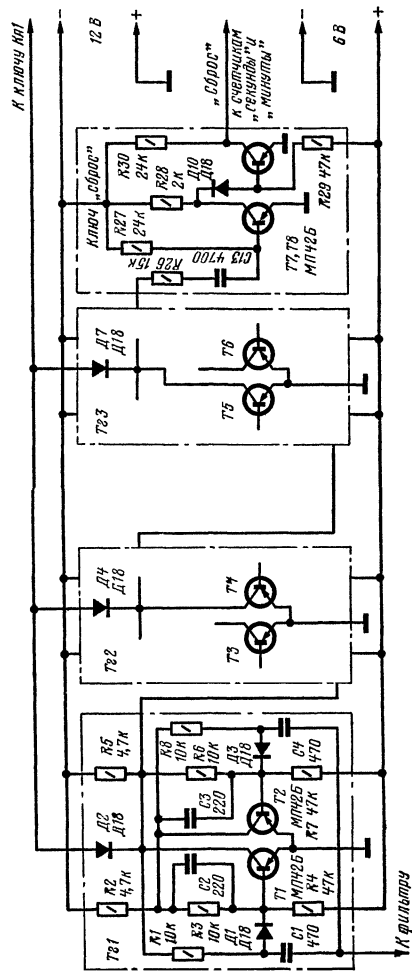 К ключу Кл1
−
12 В
+
„Сброс"
к счетчикам
„секунды" и
„минуты"
−
6 В
+
Ключ „сброс"
R30
24к
R28
2к
Д10
Д18
R27
24к
R26
15к
С13
4700
R29 47к
Т7,Т8
МП42Б
Тг3
Д7
Д18
Т5
Т6
Тг2
Д4
Д18
Т3
Т4
Тг1
R2
4,7к
Д2
Д18
R5
4,7к
R1
10к
R3
10к
С2
220
С3
220
R6
10к
R8
10к
Д1
Д18
Д3
Д18
Т1
МП42Б
Т2
МП42Б
С1
470
R4
47к
R7 47к
С4
470
К фильтру